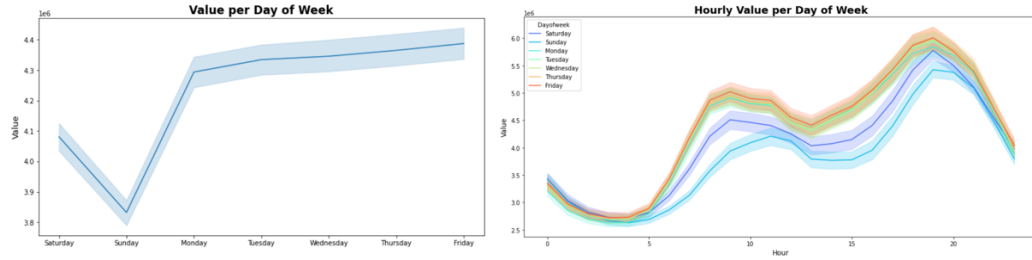 Value per Day of Week
1e6
4.4
4.3
4.2
4.1
4.0
3.9
3.8
Value
Saturday Sunday Monday Tuesday Wednesday Thursday Friday
Hourly Value per Day of Week
1e6
Dayofweek
Saturday
Sunday
Monday
Tuesday
Wednesday
Thursday
Friday
6.0
5.5
5.0
4.5
4.0
3.5
3.0
2.5
Value
0 5 10 15 20
Hour